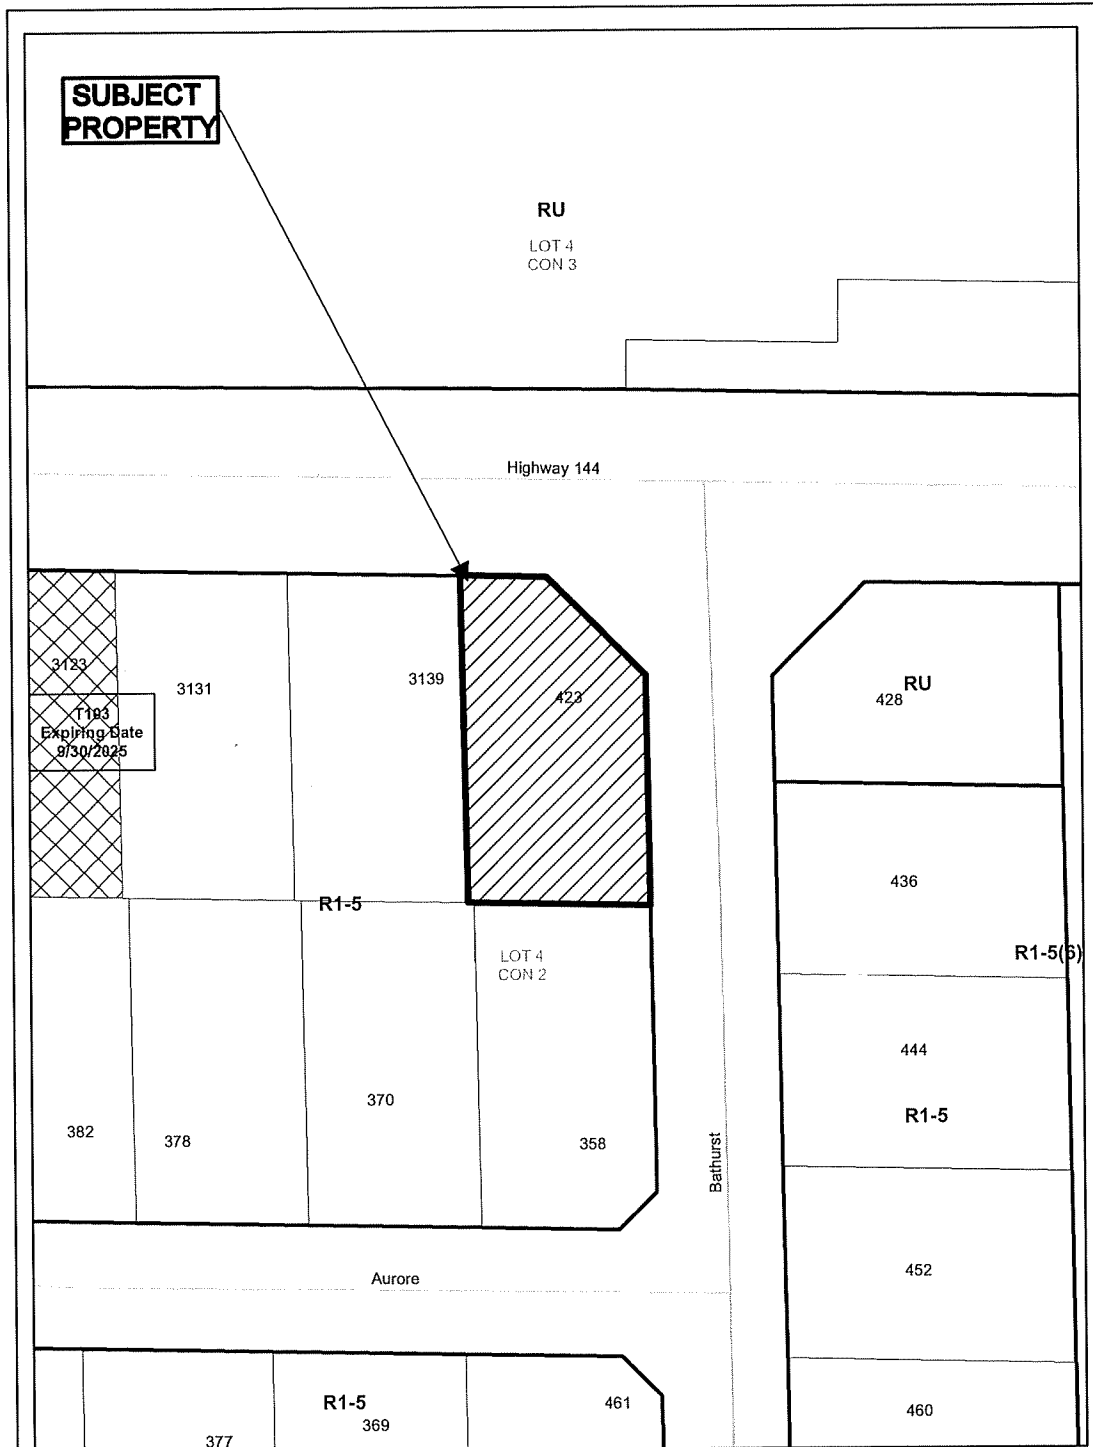 SUBJECT
PROPERTY
RU
LOT 4
CON 3
Highway 144
3123
3131
3139
423
RU
428
T103
Expiring Date
9/30/2025
436
R1-5
R1-5(6)
LOT 4
CON 2
444
370
R1-5
382
378
358
Bathurst
452
Aurore
R1-5
369
461
460
377